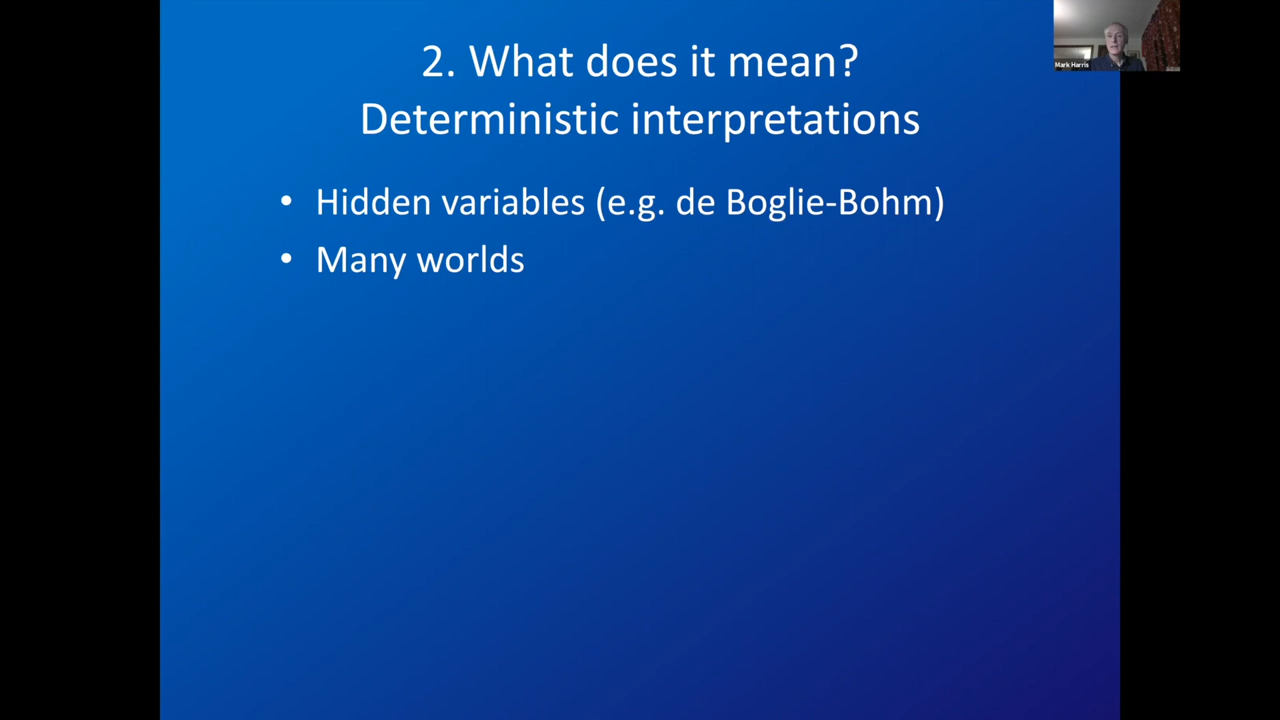 2. What does it mean?
Deterministic interpretations
• Hidden variables (e.g. de Boglie-Bohm)
• Many worlds
Mark Harris